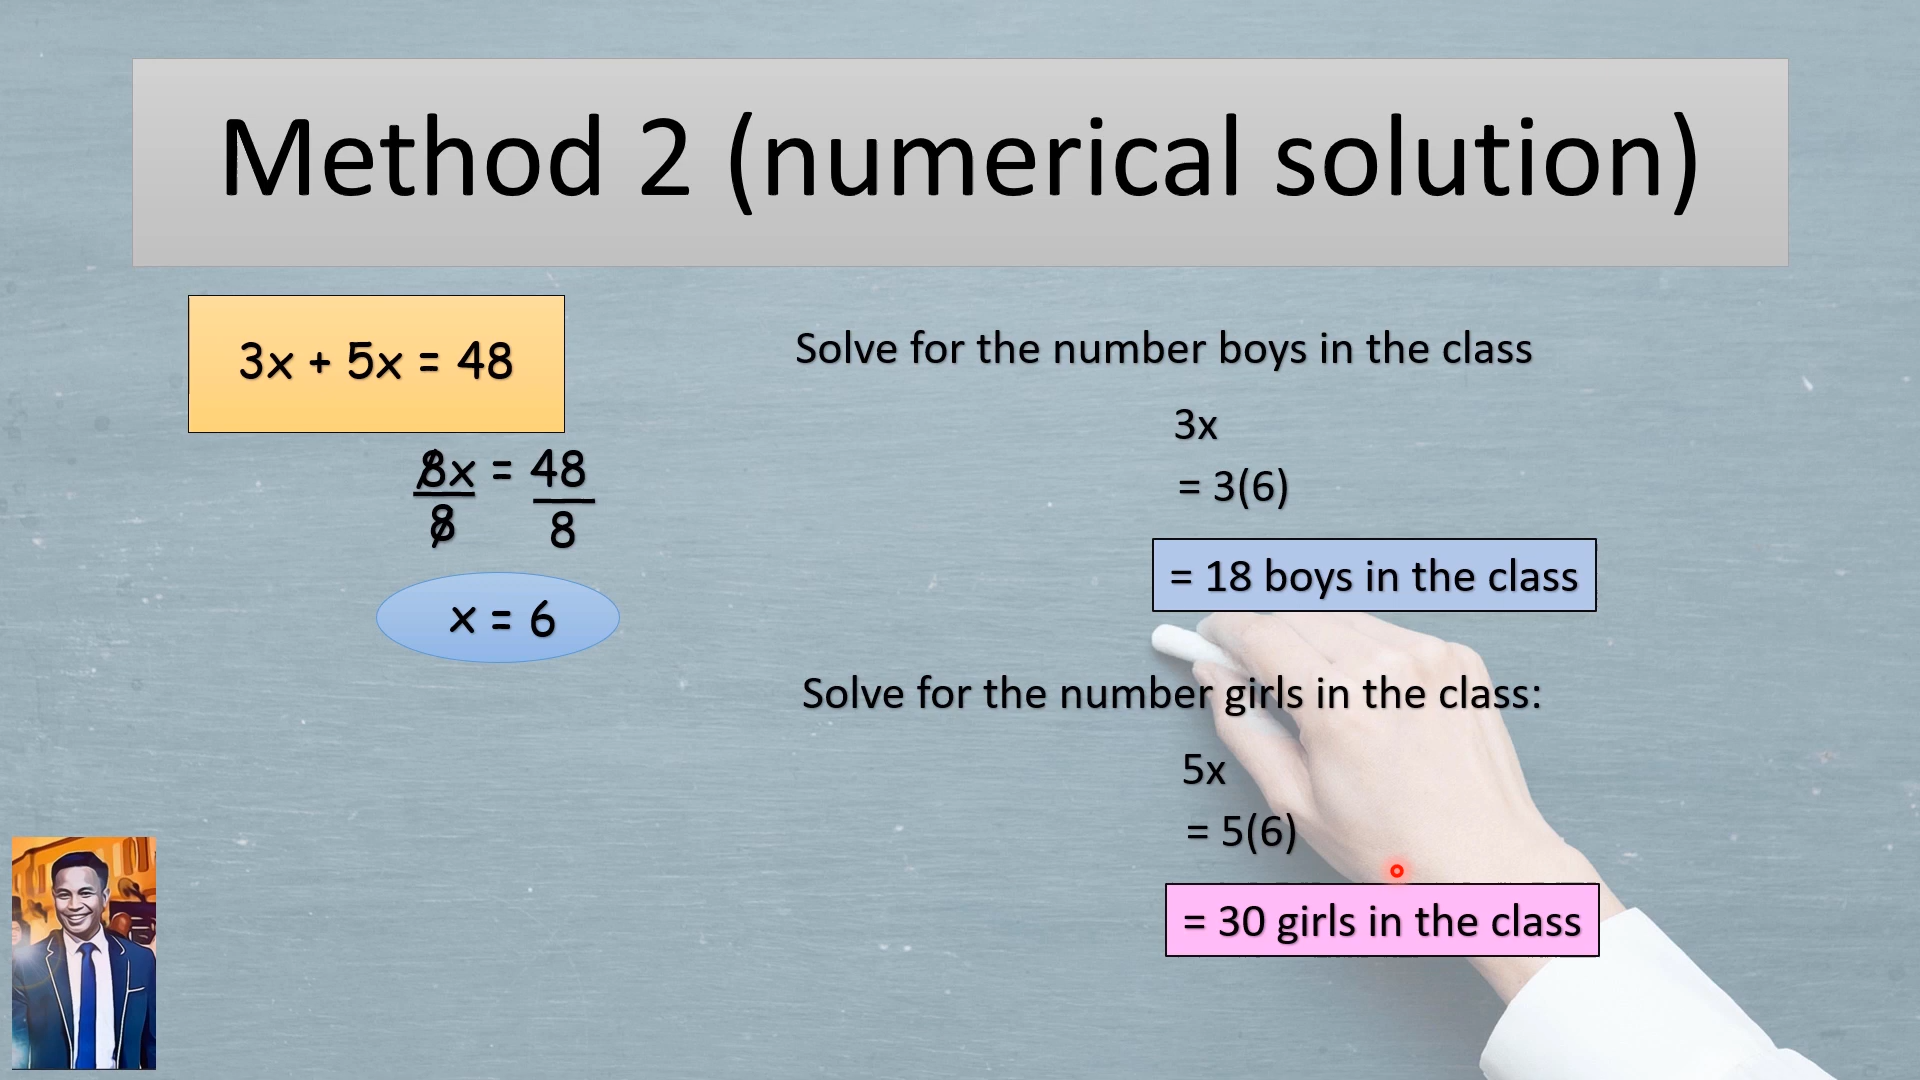 Method 2 (numerical solution)
3x + 5x = 48
8x = 48
8 8
x = 6
Solve for the number boys in the class
3x
= 3(6)
= 18 boys in the class
Solve for the number girls in the class:
5x
= 5(6)
= 30 girls in the class